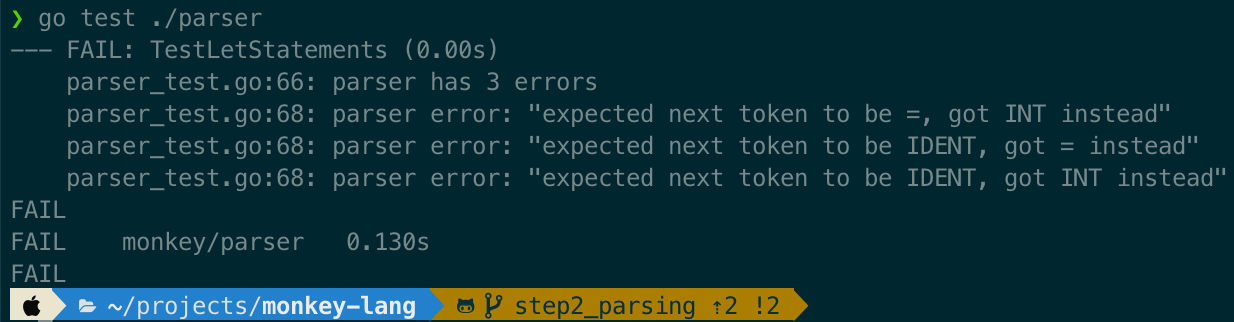 ❯ go test ./parser
--- FAIL: TestLetStatements (0.00s)
    parser_test.go:66: parser has 3 errors
    parser_test.go:68: parser error: "expected next token to be =, got INT instead"
    parser_test.go:68: parser error: "expected next token to be IDENT, got = instead"
    parser_test.go:68: parser error: "expected next token to be IDENT, got INT instead"
FAIL
FAIL    monkey/parser   0.130s
FAIL
~/projects/monkey-lang step2_parsing ⇡2 !2